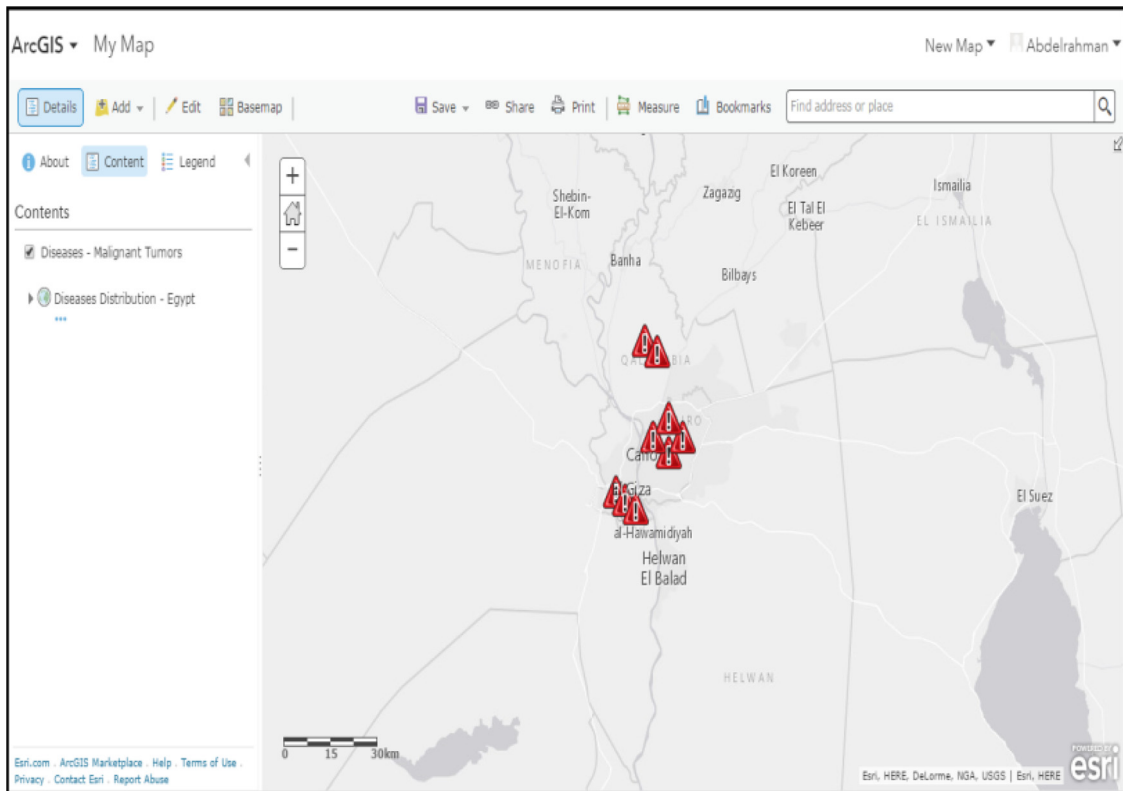 ArcGIS My Map
New Map Abdelrahman
Details Add Edit Basemap Save Share Print Measure Bookmarks Find address or place
About Content Legend
Contents
Diseases - Malignant Tumors
Diseases Distribution - Egypt
El Koreen
Shebin-
El-Kom
Zagazig
Ismailia
El Tal El
Kebeer
EL ISMAILIA
MENOFIA
Banha
Bilbays
El Suez
al-Hawamidiyah
Helwan
El Balad
HELWAN
0 15 30km
Esri.com . ArcGIS Marketplace . Help . Terms of Use .
Privacy . Contact Esri . Report Abuse
Esri, HERE, DeLorme, NGA, USGS | Esri, HERE
POWERED BY
esri